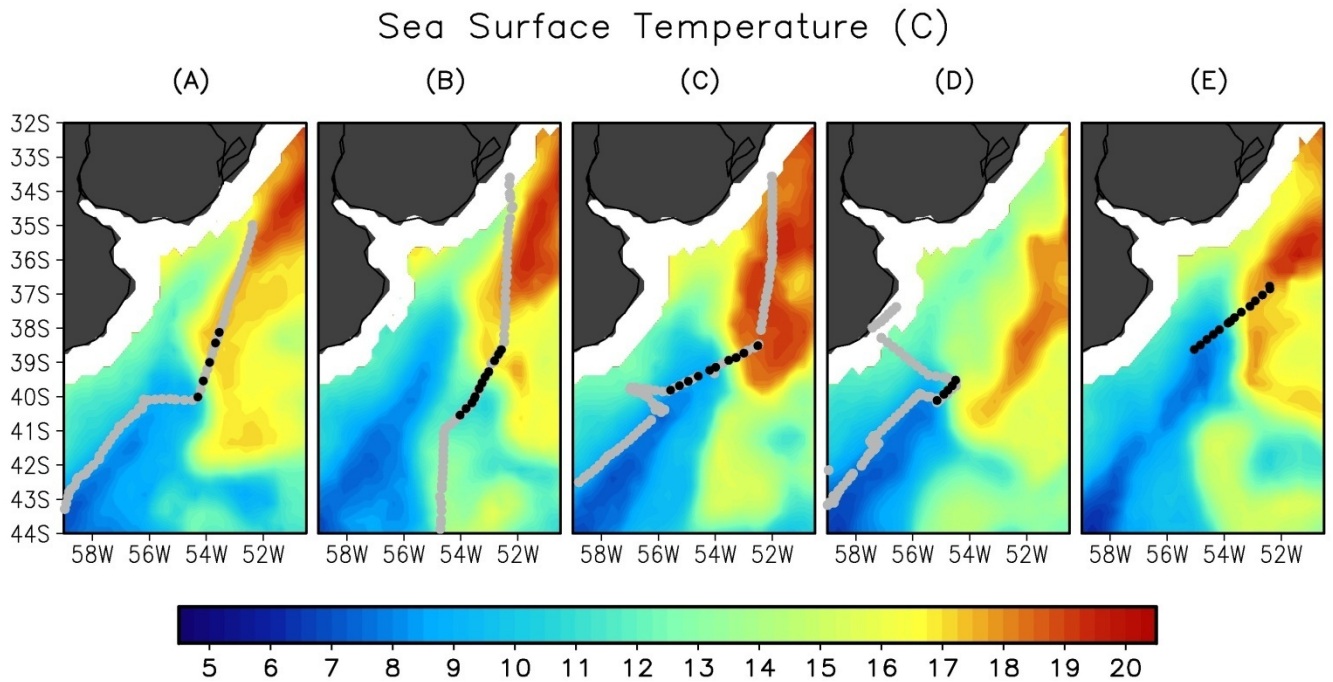 Sea Surface Temperature (C)
(A) (B) (C) (D) (E)
32S
33S
34S
35S
36S
37S
38S
39S
40S
41S
42S
43S
44S
58W 56W 54W 52W 58W 56W 54W 52W 58W 56W 54W 52W 58W 56W 54W 52W 58W 56W 54W 52W
5 6 7 8 9 10 11 12 13 14 15 16 17 18 19 20